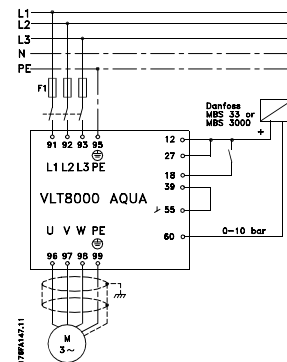 L1
L2
L3
N
PE
F1
Danfoss
MBS 33 or
MBS 3000
+
91 92 93 95
12
L1 L2 L3 PE
27
18
VLT8000 AQUA
39
55
U V W PE
60
0-10 bar
96 97 98 99
M
3~
178FA147.11